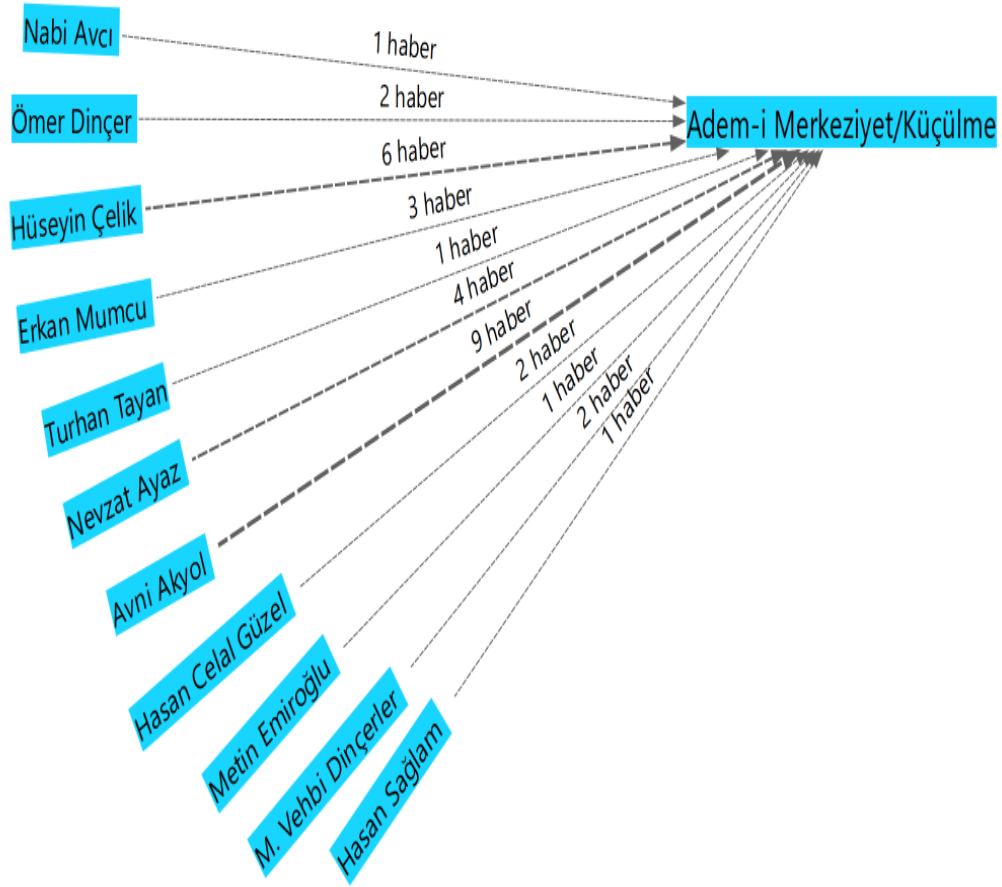 Nabi Avcı
1 haber
Ömer Dinçer
2 haber
Adem-i Merkeziyet/Küçülme
Hüseyin Çelik
6 haber
Erkan Mumcu
3 haber
Turhan Tayan
1 haber
Nevzat Ayaz
4 haber
Avni Akyol
9 haber
Hasan Celal Güzel
2 haber
Metin Emiroğlu
1 haber
M. Vehbi Dinçerler
2 haber
Hasan Sağlam
1 haber